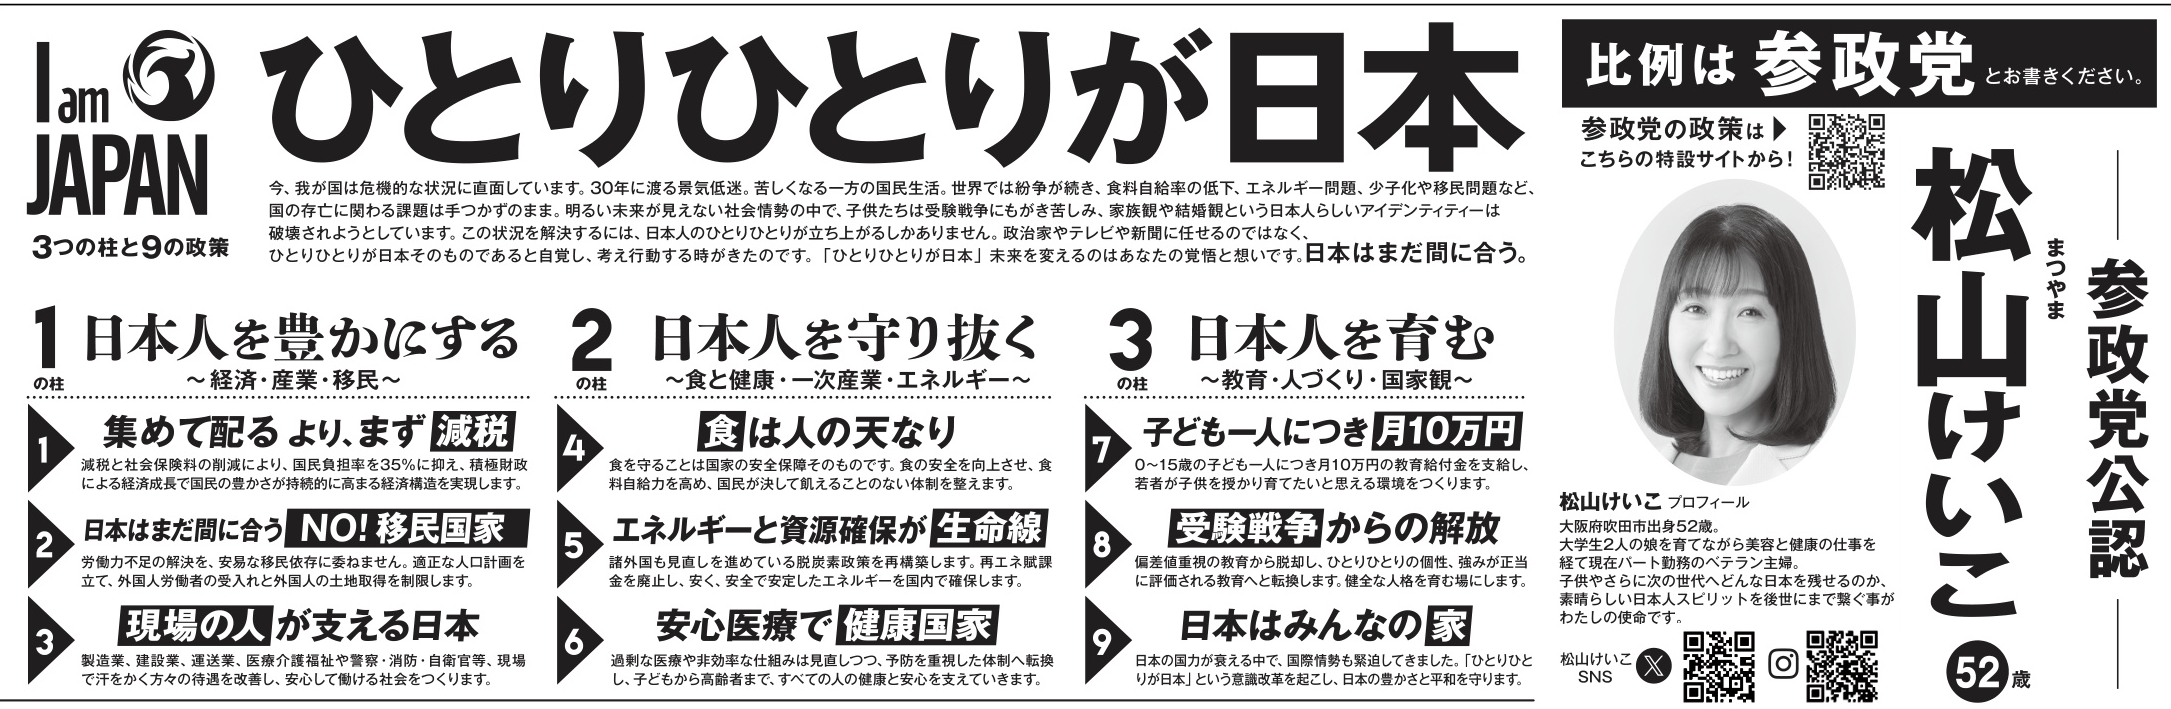 I am
JAPAN
3つの柱と9の政策
ひとりひとりが日本
今、我が国は危機的な状況に直面しています。30年に渡る景気低迷。苦しくなる一方の国民生活。世界では紛争が続き、食料自給率の低下、エネルギー問題、少子化や移民問題など、
国の存亡に関わる課題は手つかずのまま。明るい未来が見えない社会情勢の中で、子供たちは受験戦争にもがき苦しみ、家族観や結婚観という日本人らしいアイデンティティーは
破壊されようとしています。この状況を解決するには、日本人のひとりひとりが立ち上がるしかありません。政治家やテレビや新聞に任せるのではなく、
ひとりひとりが日本そのものであると自覚し、考え行動する時がきたのです。「ひとりひとりが日本」未来を変えるのはあなたの覚悟と想いです。日本はまだ間に合う。
1の柱
日本人を豊かにする
～経済・産業・移民～
1 集めて配るより、まず減税
減税と社会保険料の削減により、国民負担率を35%に抑え、積極財政
による経済成長で国民の豊かさが持続的に高まる経済構造を実現します。
2 日本はまだ間に合うNO!移民国家
労働力不足の解決を、安易な移民依存に委ねません。適正な人口計画を
立て、外国人労働者の受入れと外国人の土地取得を制限します。
3 現場の人が支える日本
製造業、建設業、運送業、医療介護福祉や警察・消防・自衛官等、現場
で汗をかく方々の待遇を改善し、安心して働ける社会をつくります。
2の柱
日本人を守り抜く
～食と健康・一次産業・エネルギー～
4 食は人の天なり
食を守ることは国家の安全保障そのものです。食の安全を向上させ、食
料自給力を高め、国民が決して飢えることのない体制を整えます。
5 エネルギーと資源確保が生命線
諸外国も見直しを進めている脱炭素政策を再構築します。再エネ賦課
金を廃止し、安く、安全で安定したエネルギーを国内で確保します。
6 安心医療で健康国家
過剰な医療や非効率な仕組みは見直しつつ、予防を重視した体制へ転換
し、子どもから高齢者まで、すべての人の健康と安心を支えていきます。
3の柱
日本人を育む
～教育・人づくり・国家観～
7 子ども一人につき月10万円
0～15歳の子ども一人につき月10万円の教育給付金を支給し、
若者が子供を授かり育てたいと思える環境をつくります。
8 受験戦争からの解放
偏差値重視の教育から脱却し、ひとりひとりの個性、強みが正当
に評価される教育へと転換します。健全な人格を育む場にします。
9 日本はみんなの家
日本の国力が衰える中で、国際情勢も緊迫してきました。「ひとりひと
りが日本」という意識改革を起こし、日本の豊かさと平和を守ります。
比例は参政党とお書きください。
参政党の政策は
こちらの特設サイトから!
参政党公認
まつやま
松山けいこ
52歳
松山けいこ プロフィール
大阪府吹田市出身52歳。
大学生2人の娘を育てながら美容と健康の仕事を
経て現在パート勤務のベテラン主婦。
子供やさらに次の世代へどんな日本を残せるのか、
素晴らしい日本人スピリットを後世にまで繋ぐ事が
わたしの使命です。
松山けいこ
SNS